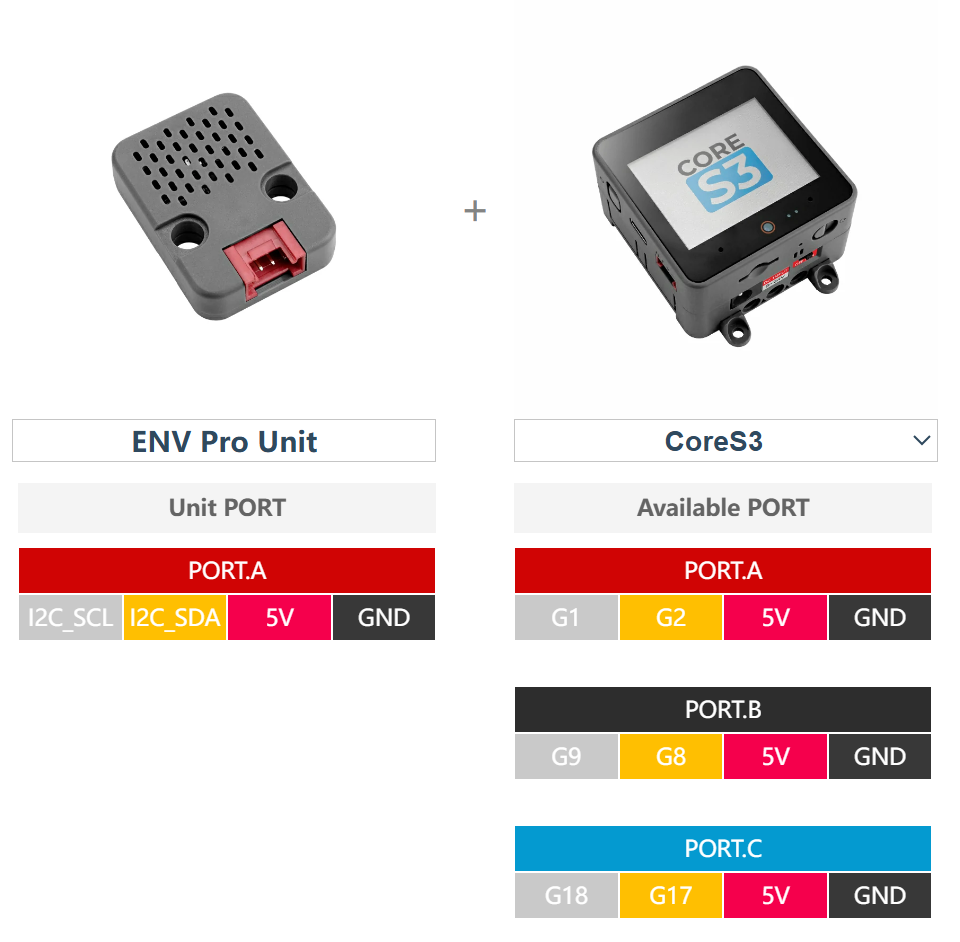 CORE
S3
+
ENV Pro Unit
CoreS3
Unit PORT
Available PORT
PORT.A
I2C_SCL I2C_SDA 5V GND
PORT.A
G1 G2 5V GND
PORT.B
G9 G8 5V GND
PORT.C
G18 G17 5V GND